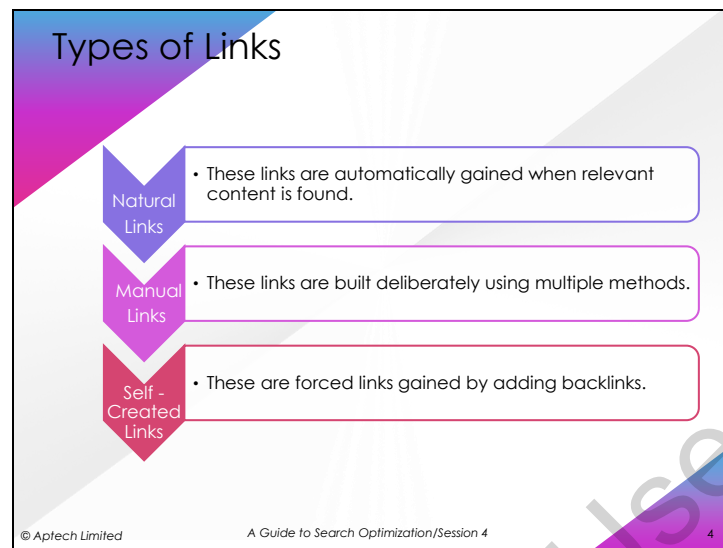 Types of Links
Natural
Links
• These links are automatically gained when relevant
content is found.
Manual
Links
• These links are built deliberately using multiple methods.
Self -
Created
Links
• These are forced links gained by adding backlinks.
Use
© Aptech Limited
A Guide to Search Optimization/Session 4
4